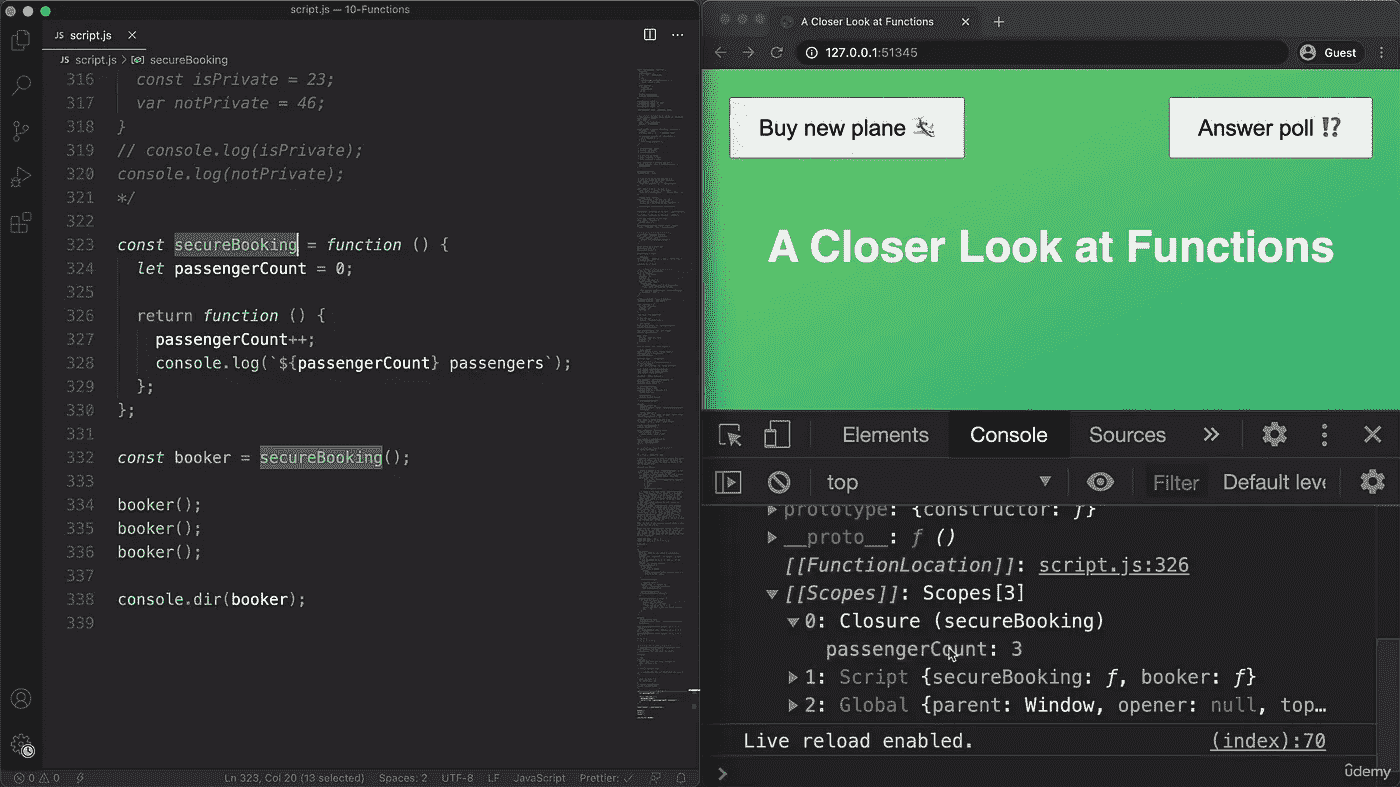 script.js — 10-Functions
JS script.js ×
JS script.js > secureBooking
316 const isPrivate = 23;
317 var notPrivate = 46;
318 }
319 // console.log(isPrivate);
320 console.log(notPrivate);
321 */
322
323 const secureBooking = function () {
324 let passengerCount = 0;
325
326 return function () {
327 passengerCount++;
328 console.log(`${passengerCount} passengers`);
329 };
330 };
331
332 const booker = secureBooking();
333
334 booker();
335 booker();
336 booker();
337
338 console.dir(booker);
339
0 0 Ln 323, Col 20 (13 selected) Spaces: 2 UTF-8 LF JavaScript Prettier: ✓
A Closer Look at Functions
127.0.0.1:51345 Guest
Buy new plane 🛩 Answer poll ⁉️
A Closer Look at Functions
Elements Console Sources »
top Filter Default leve
prototype: {constructor: ƒ}
__proto__: ƒ ()
[[FunctionLocation]]: script.js:326
[[Scopes]]: Scopes[3]
0: Closure (secureBooking)
passengerCount: 3
1: Script {secureBooking: ƒ, booker: ƒ}
2: Global {parent: Window, opener: null, top…
Live reload enabled. (index):70
>
ûdemy